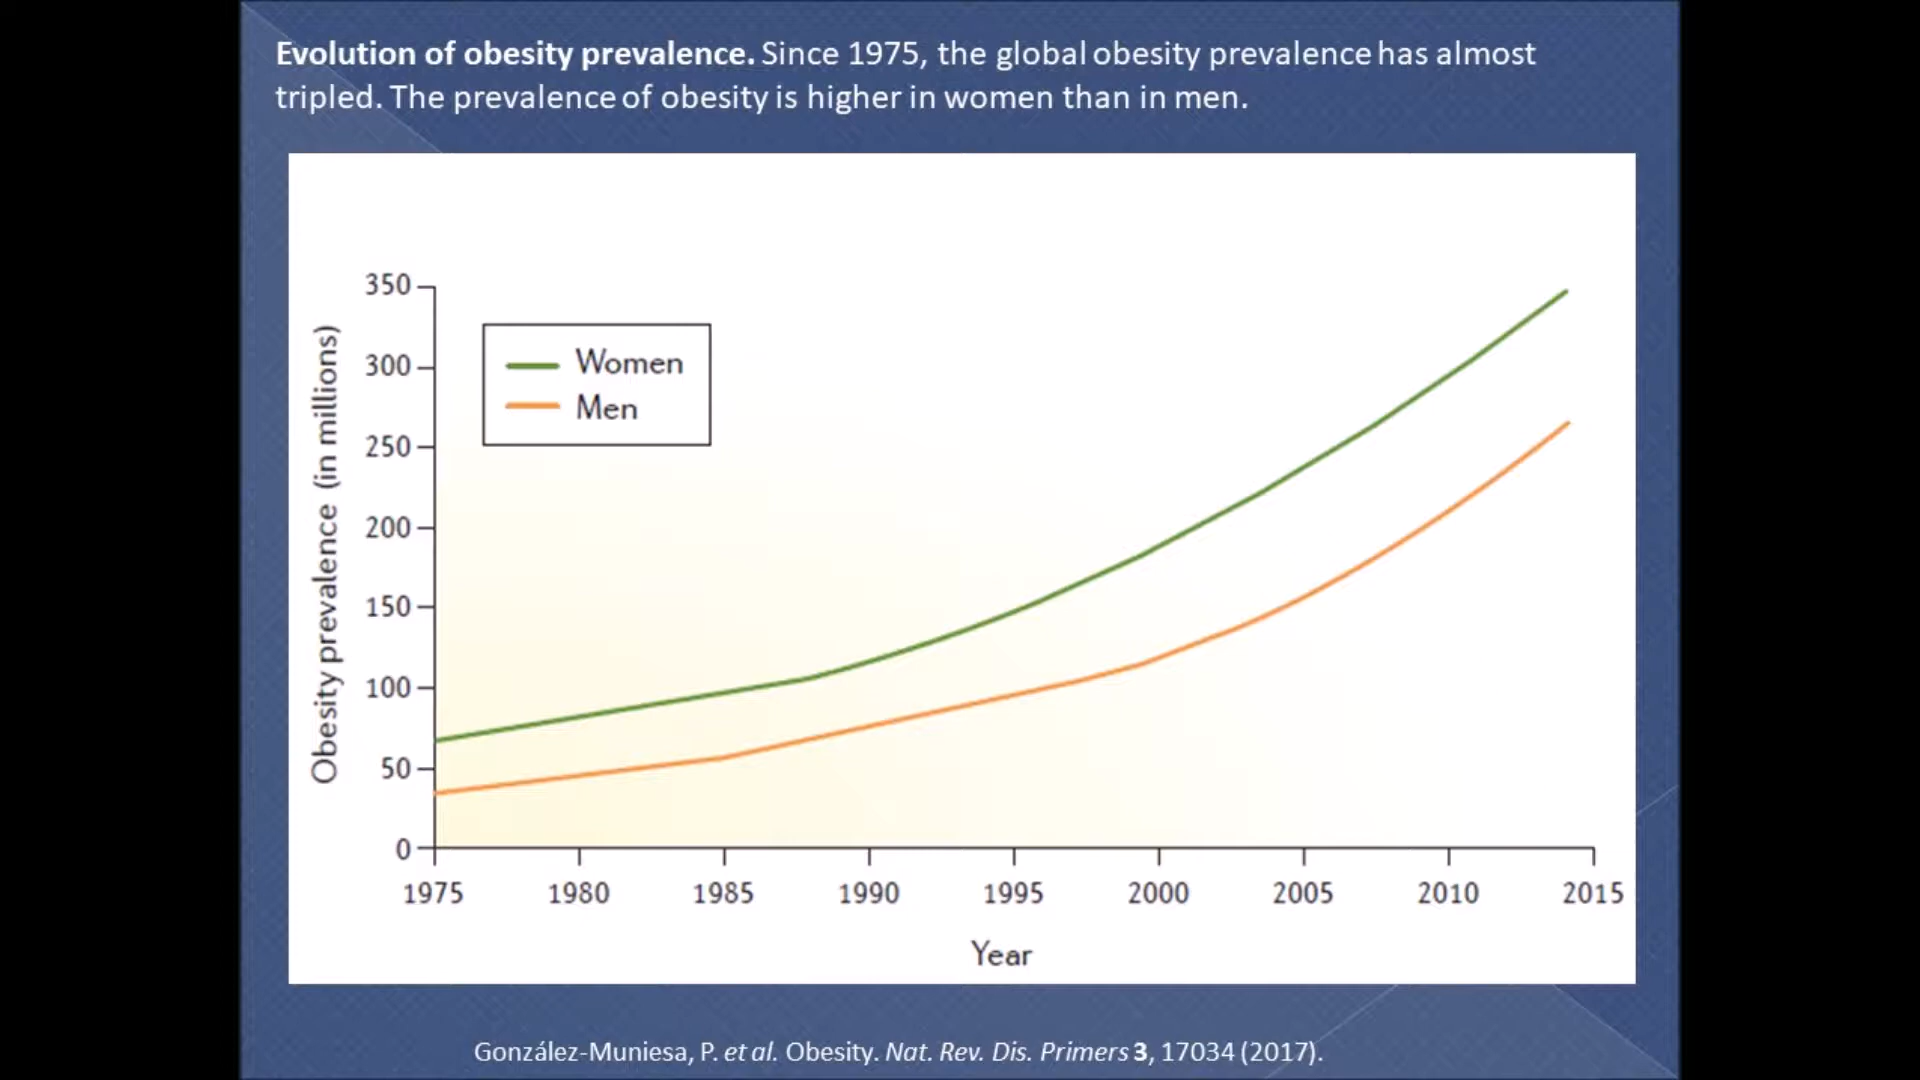 Evolution of obesity prevalence. Since 1975, the global obesity prevalence has almost
tripled. The prevalence of obesity is higher in women than in men.
Obesity prevalence (in millions)
350
300
250
200
150
100
50
0
Women
Men
1975 1980 1985 1990 1995 2000 2005 2010 2015
Year
González-Muniesa, P. et al. Obesity. Nat. Rev. Dis. Primers 3, 17034 (2017).